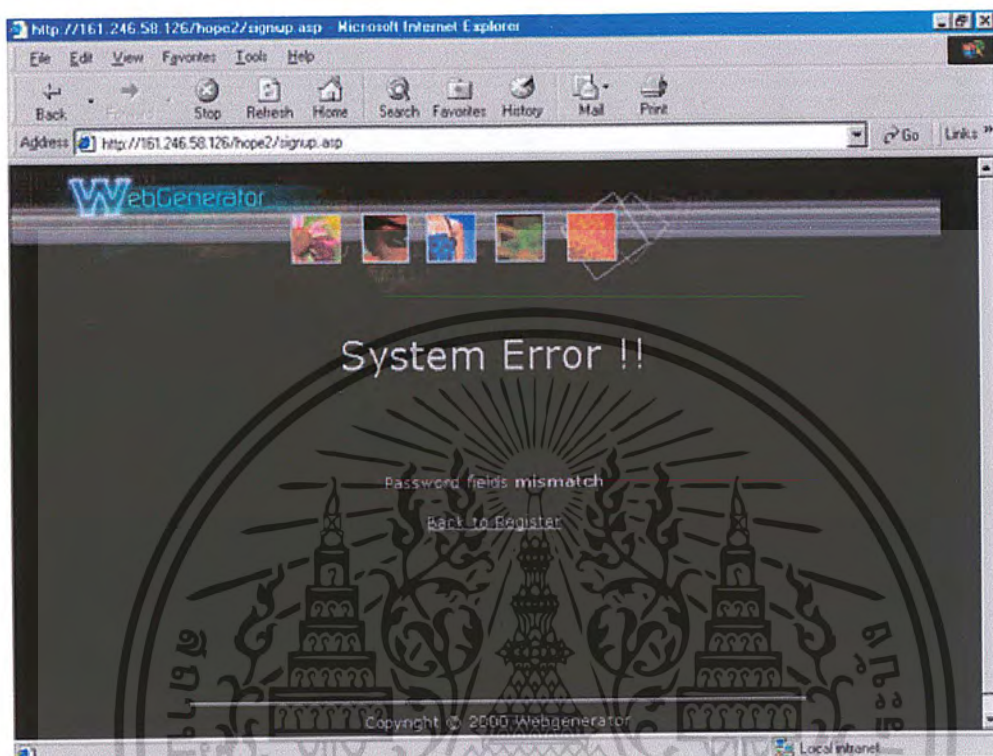 http://161.246.58.126/hope2/signup.asp - Microsoft Internet Explorer
File Edit View Favorites Tools Help
Back Forward Stop Refresh Home Search Favorites History Mail Print
Address http://161.246.58.126/hope2/signup.asp Go Links »
WebGenerator
System Error !!
Password fields mismatch
Back to Register
Copyright © 2000 Webgenerator
Local intranet